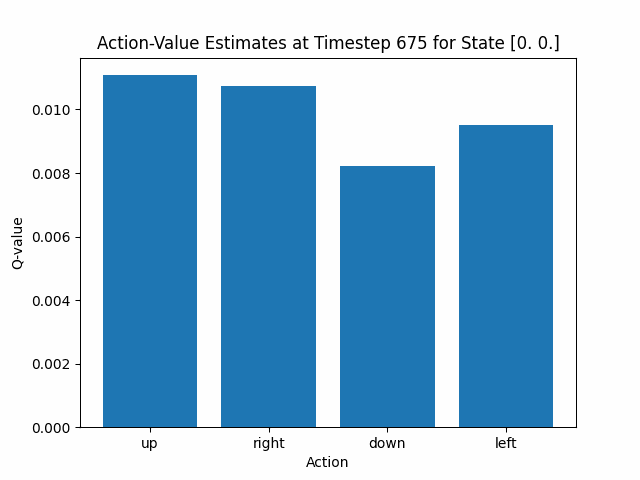 Action-Value Estimates at Timestep 675 for State [0. 0.]
0.010
0.008
0.006
0.004
0.002
0.000
Q-value
up right down left
Action